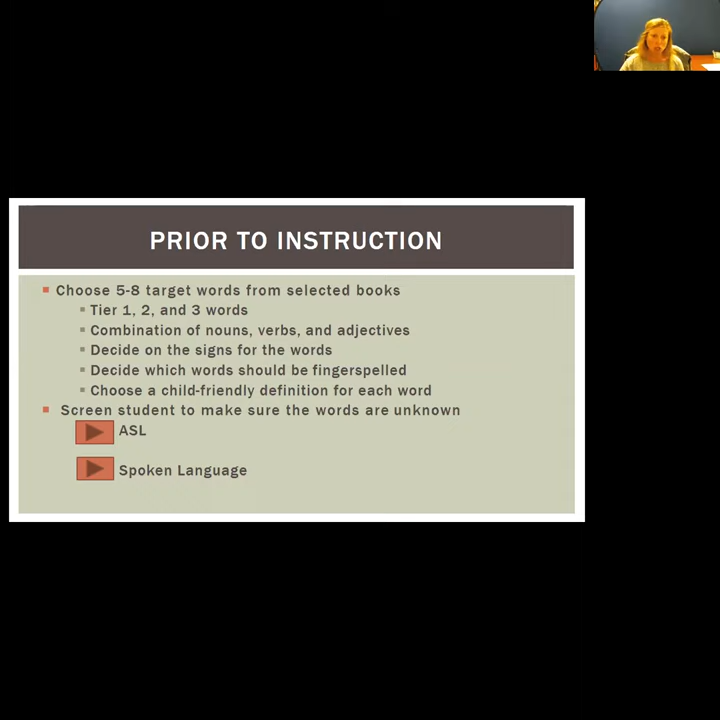 PRIOR TO INSTRUCTION
Choose 5-8 target words from selected books
Tier 1, 2, and 3 words
Combination of nouns, verbs, and adjectives
Decide on the signs for the words
Decide which words should be fingerspelled
Choose a child-friendly definition for each word
Screen student to make sure the words are unknown
ASL
Spoken Language